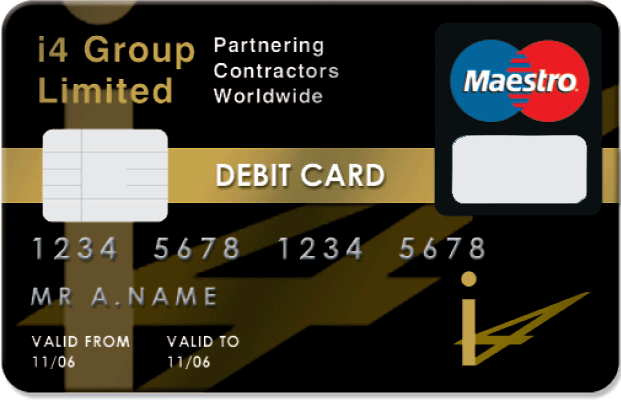 i4 Group
Limited
Partnering
Contractors
Worldwide
Maestro
DEBIT CARD
1234 5678 1234 5678
MR A.NAME
VALID FROM
11/06
VALID TO
11/06
i4